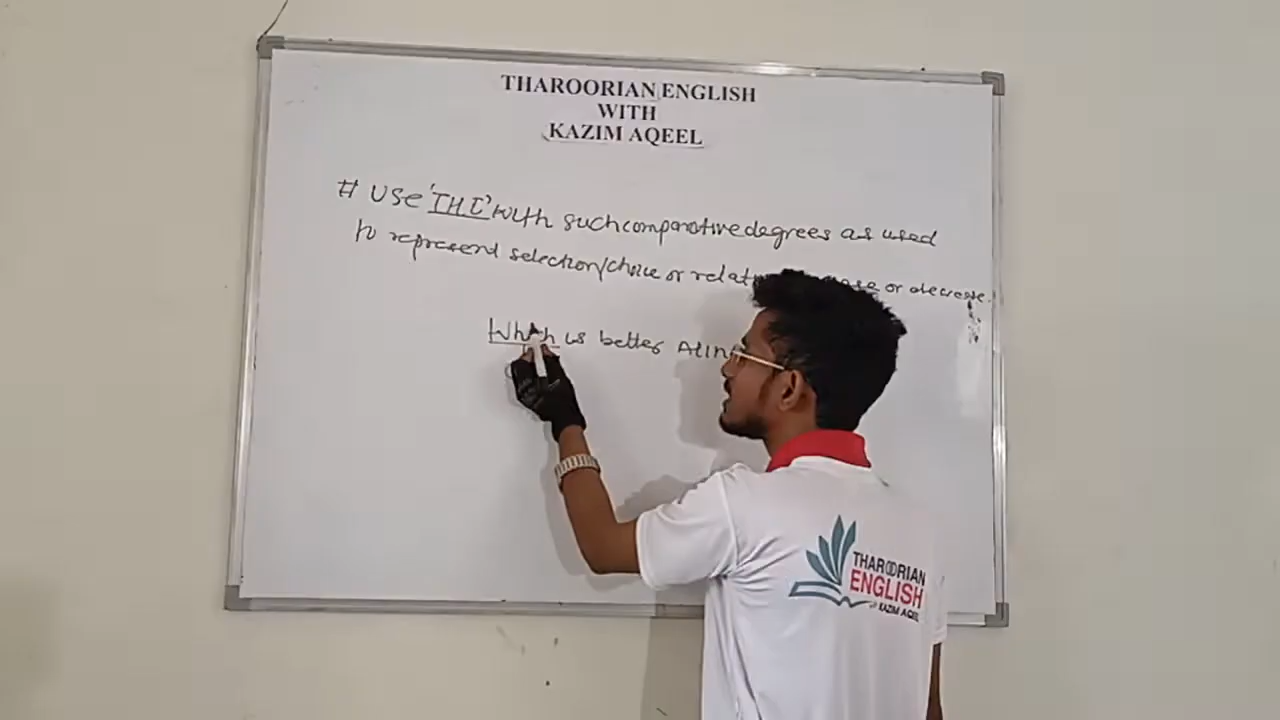 THAROORIAN ENGLISH
WITH
KAZIM AQEEL
# USE 'THE' with such comparative degrees as used
to represent selection/choice or or decrease.
Which is better
THAROORIAN
ENGLISH
KAZIM AQEEL